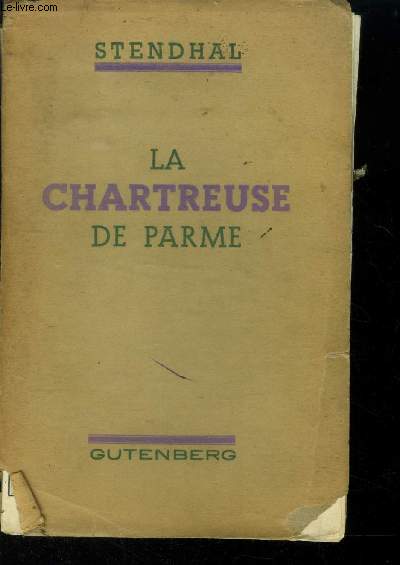 Le-livre.com
STENDHAL
LA
CHARTREUSE
DE PARME
GUTENBERG